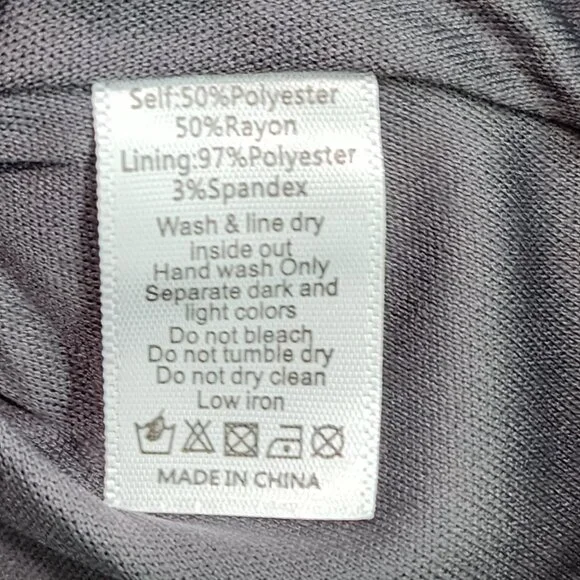 Self:50%Polyester
50%Rayon
Lining:97%Polyester
3%Spandex
Wash & line dry
inside out
Hand wash Only
Separate dark and
light colors
Do not bleach
Do not tumble dry
Do not dry clean
Low iron
MADE IN CHINA